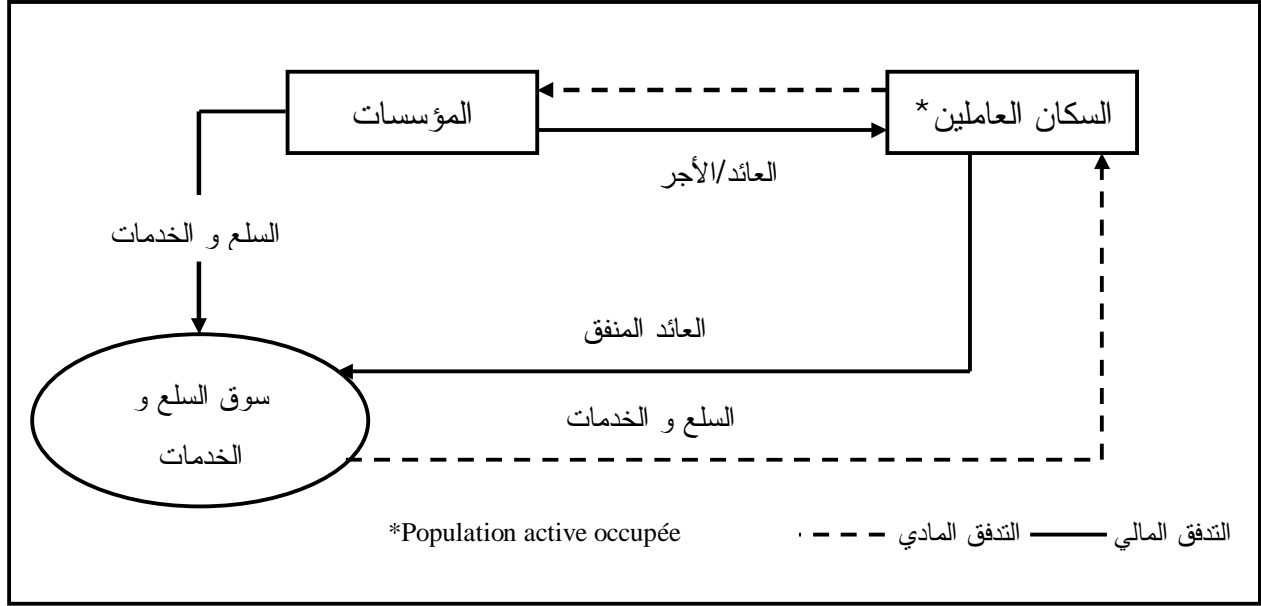 السكان العاملين*
المؤسسات
العائد/الأجر
السلع و الخدمات
العائد المنفق
سوق السلع و
الخدمات
السلع و الخدمات
التدفق المالي التدفق المادي
*Population active occupée